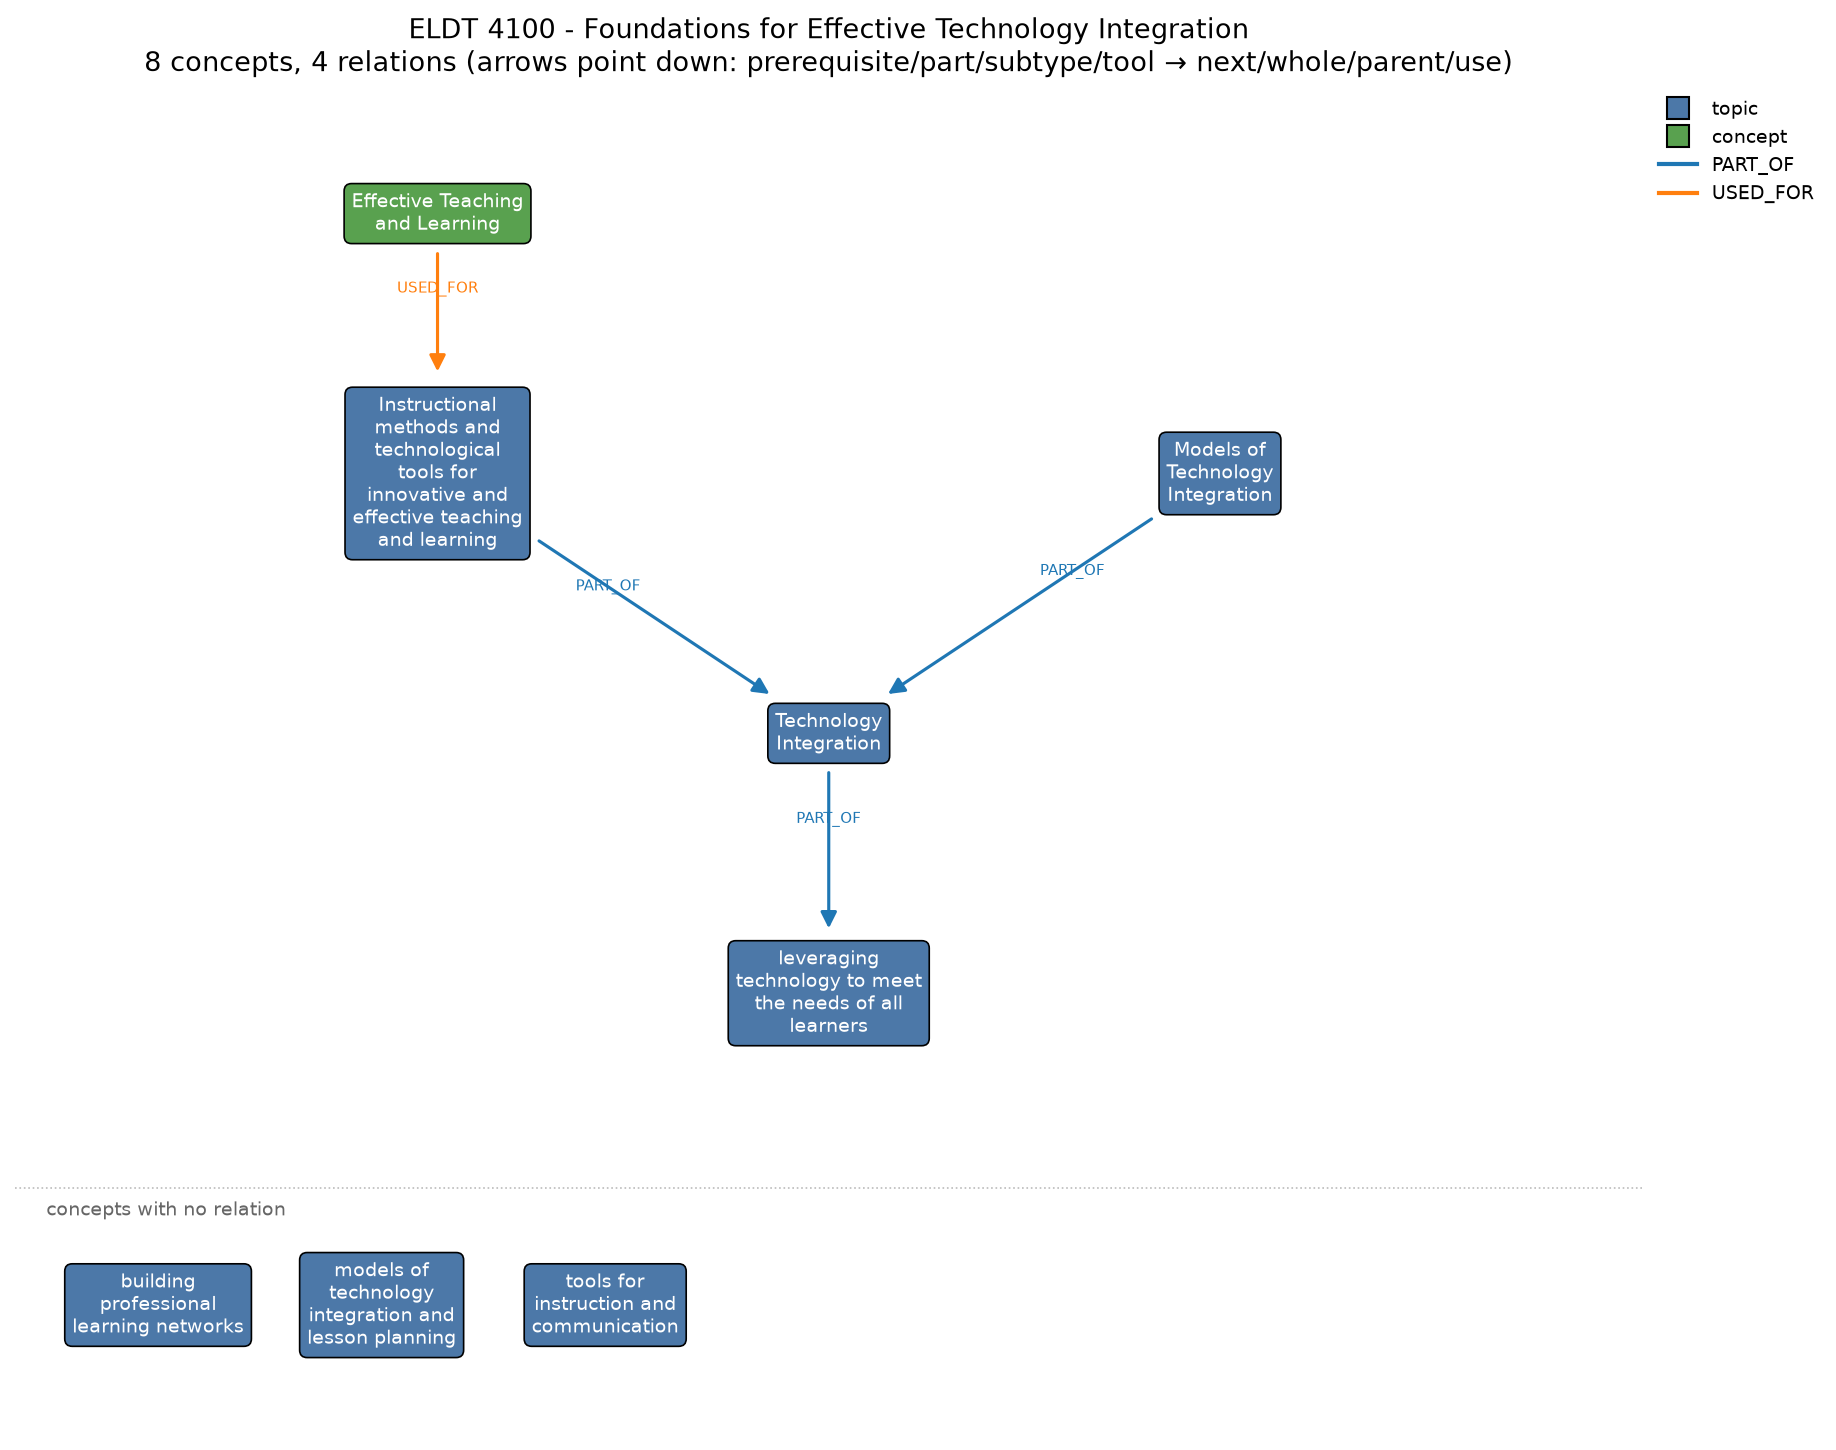 ELDT 4100 - Foundations for Effective Technology Integration
8 concepts, 4 relations (arrows point down: prerequisite/part/subtype/tool → next/whole/parent/use)
topic
concept
PART_OF
USED_FOR
Effective Teaching
and Learning
USED_FOR
Instructional
methods and
technological
tools for
innovative and
effective teaching
and learning
Models of
Technology
Integration
PART_OF
PART_OF
Technology
Integration
PART_OF
leveraging
technology to meet
the needs of all
learners
concepts with no relation
building
professional
learning networks
models of
technology
integration and
lesson planning
tools for
instruction and
communication